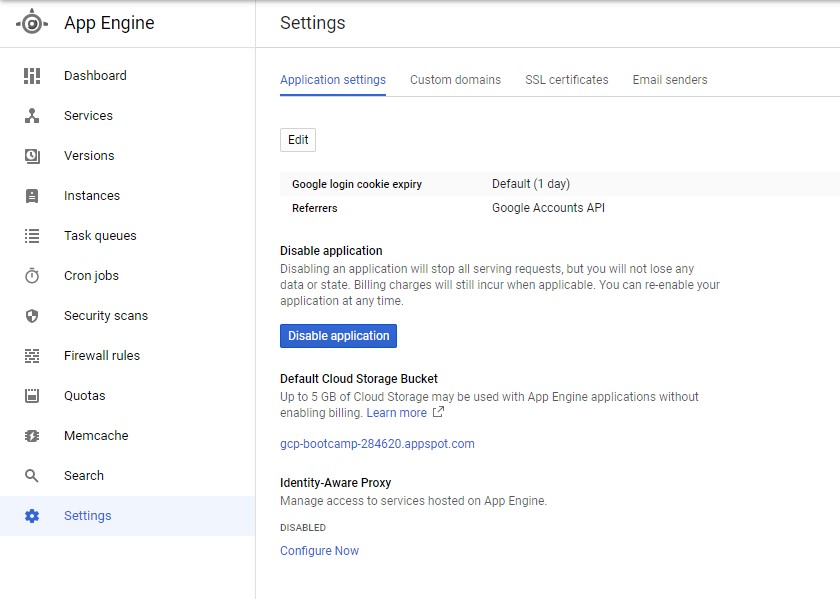 App Engine
Settings
Dashboard
Services
Versions
Instances
Task queues
Cron jobs
Security scans
Firewall rules
Quotas
Memcache
Search
Settings
Application settings
Custom domains
SSL certificates
Email senders
Edit
Google login cookie expiry
Default (1 day)
Referrers
Google Accounts API
Disable application
Disabling an application will stop all serving requests, but you will not lose any
data or state. Billing charges will still incur when applicable. You can re-enable your
application at any time.
Disable application
Default Cloud Storage Bucket
Up to 5 GB of Cloud Storage may be used with App Engine applications without
enabling billing. Learn more
gcp-bootcamp-284620.appspot.com
Identity-Aware Proxy
Manage access to services hosted on App Engine.
DISABLED
Configure Now